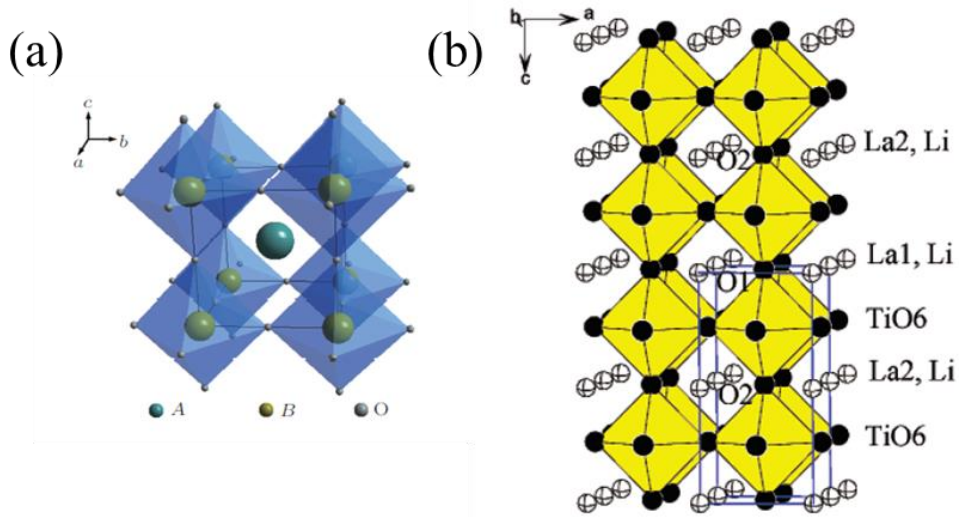 (a)
c
a b
A B O
(b)
b a
c
La2, Li
O2
La1, Li
O1
TiO6
La2, Li
O2
TiO6